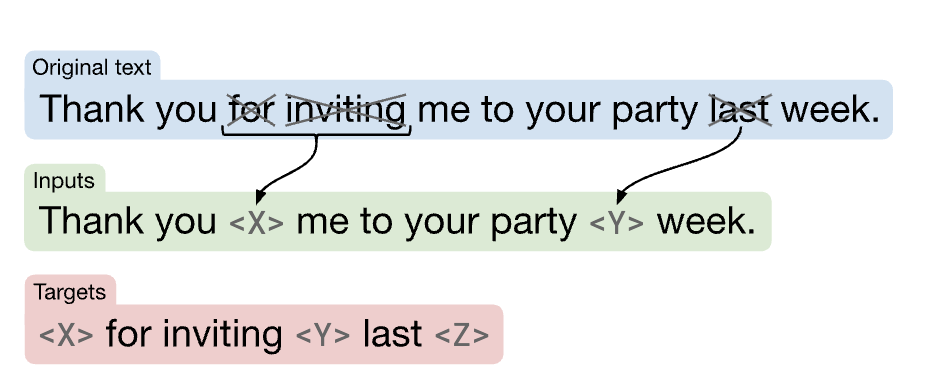 Original text
Thank you for inviting me to your party last week.
Inputs
Thank you <X> me to your party <Y> week.
Targets
<X> for inviting <Y> last <Z>